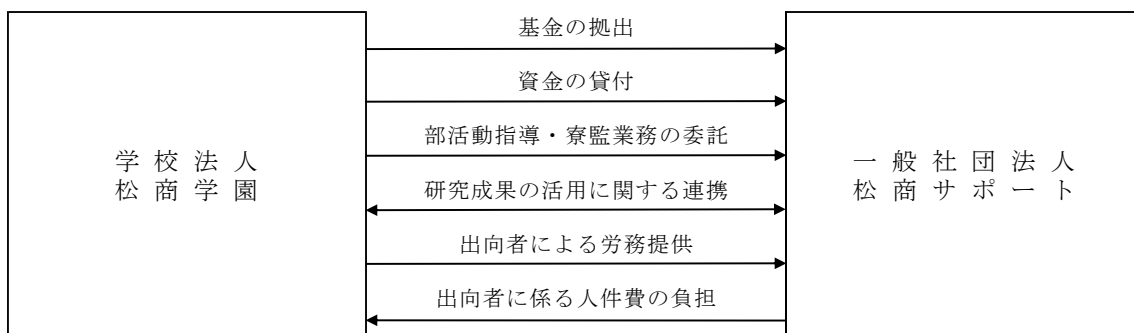 基金の拠出
資金の貸付
部活動指導・寮監業務の委託
学校法人
松商学園
一般社団法人
松商サポート
研究成果の活用に関する連携
出向者による労務提供
出向者に係る人件費の負担